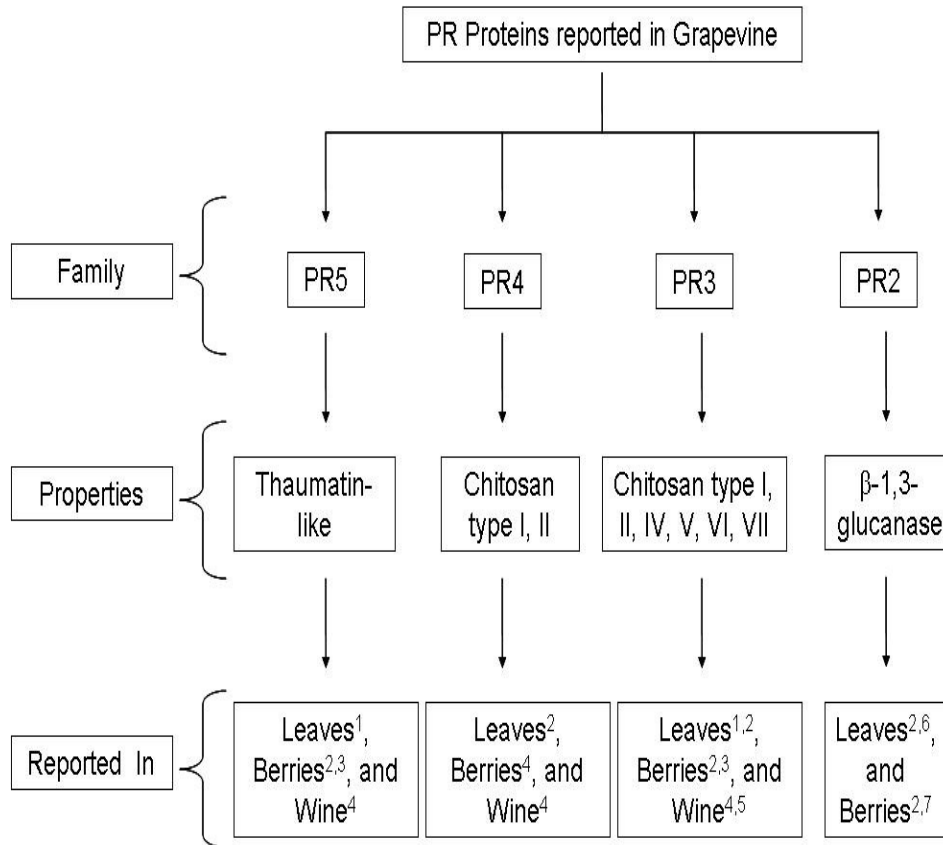 PR Proteins reported in Grapevine
Family
PR5
PR4
PR3
PR2
Properties
Thaumatin-
like
Chitosan
type I, II
Chitosan type I,
II, IV, V, VI, VII
β-1,3-
glucanase
Reported In
Leaves¹,
Berries²,³, and
Wine⁴
Leaves²,
Berries⁴, and
Wine⁴
Leaves¹,²,
Berries²,³, and
Wine⁴,⁵
Leaves²,⁶,
and
Berries²,⁷